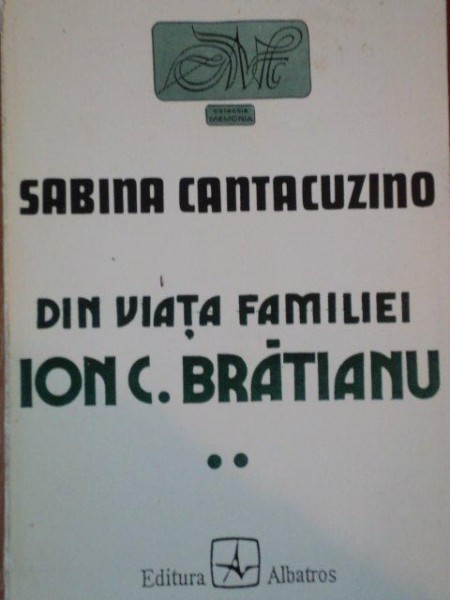 colecția
MEMORIA
SABINA CANTACUZINO
DIN VIAȚA FAMILIEI
ION C. BRĂTIANU
Editura Albatros